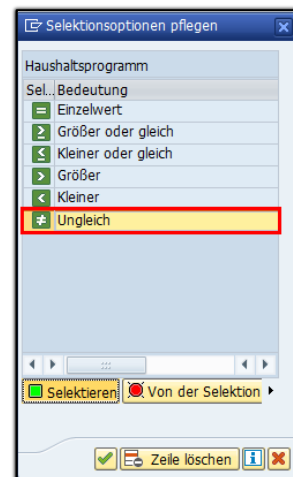 Selektionsoptionen pflegen
Haushaltsprogramm
Sel... Bedeutung
= Einzelwert
≥ Größer oder gleich
≤ Kleiner oder gleich
> Größer
< Kleiner
≠ Ungleich
Selektieren Von der Selektion
Zeile löschen